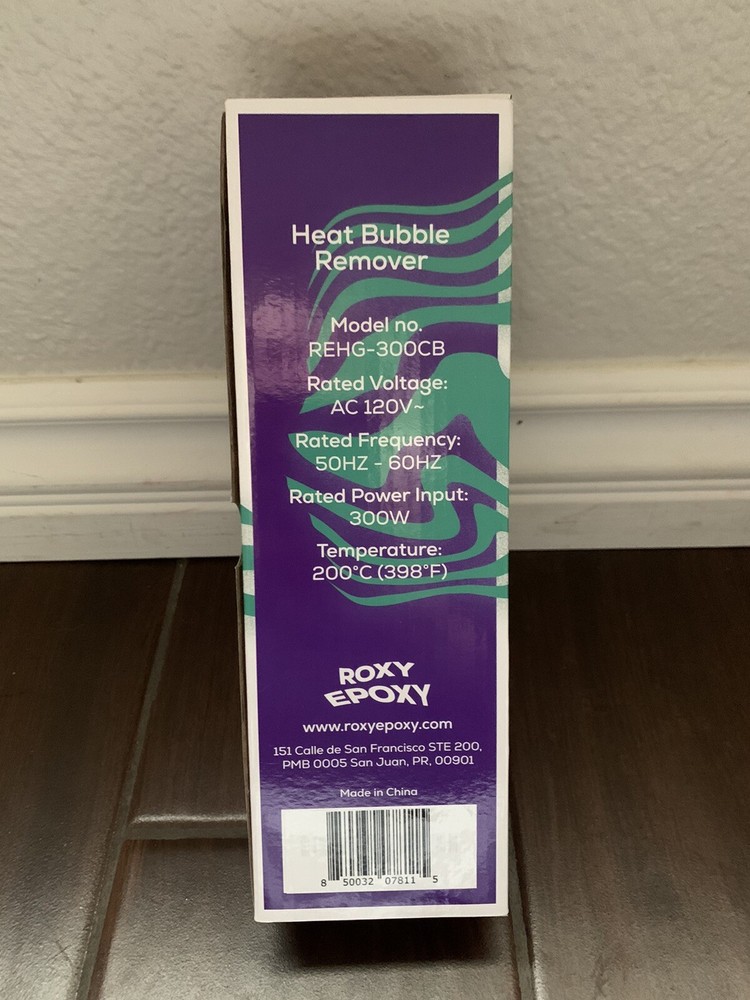 Heat Bubble
Remover
Model no.
REHG-300CB
Rated Voltage:
AC 120V~
Rated Frequency:
50HZ - 60HZ
Rated Power Input:
300W
Temperature:
200°C (398°F)
ROXY
EPOXY
www.roxyepoxy.com
151 Calle de San Francisco STE 200,
PMB 0005 San Juan, PR, 00901
Made in China
8 50032 07811 5